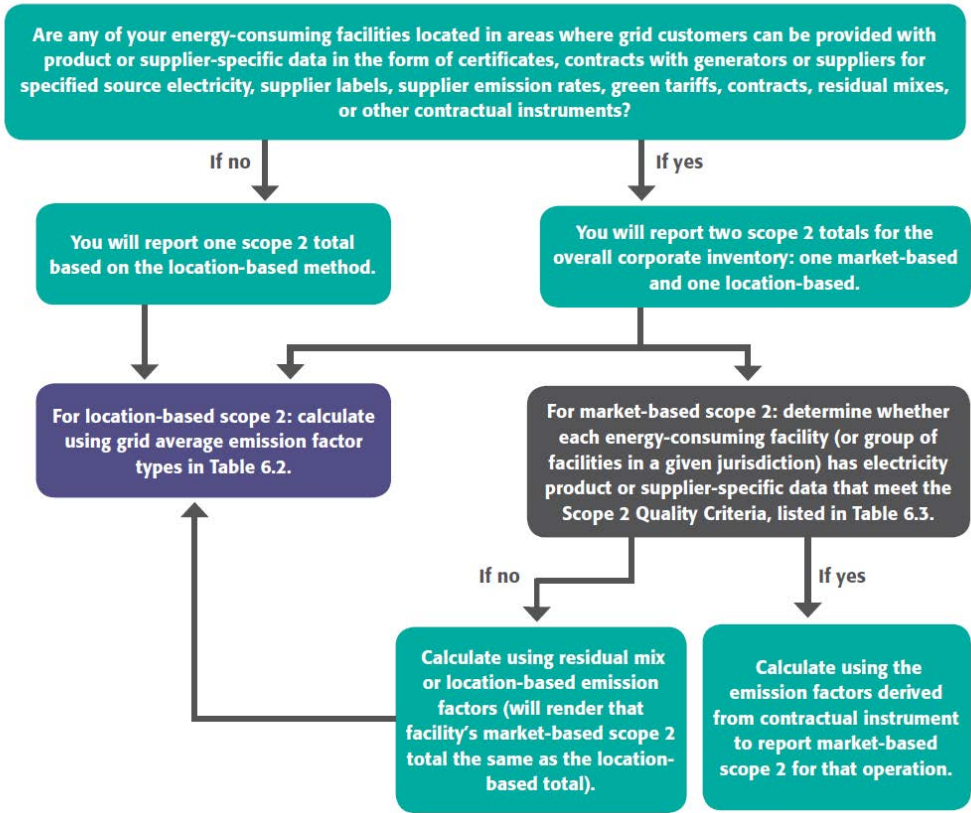 Are any of your energy-consuming facilities located in areas where grid customers can be provided with
product or supplier-specific data in the form of certificates, contracts with generators or suppliers for
specified source electricity, supplier labels, supplier emission rates, green tariffs, contracts, residual mixes,
or other contractual instruments?
If no
If yes
You will report one scope 2 total
based on the location-based method.
You will report two scope 2 totals for the
overall corporate inventory: one market-based
and one location-based.
For location-based scope 2: calculate
using grid average emission factor
types in Table 6.2.
For market-based scope 2: determine whether
each energy-consuming facility (or group of
facilities in a given jurisdiction) has electricity
product or supplier-specific data that meet the
Scope 2 Quality Criteria, listed in Table 6.3.
If no
If yes
Calculate using residual mix
or location-based emission
factors (will render that
facility's market-based scope 2
total the same as the location-
based total).
Calculate using the
emission factors derived
from contractual instrument
to report market-based
scope 2 for that operation.